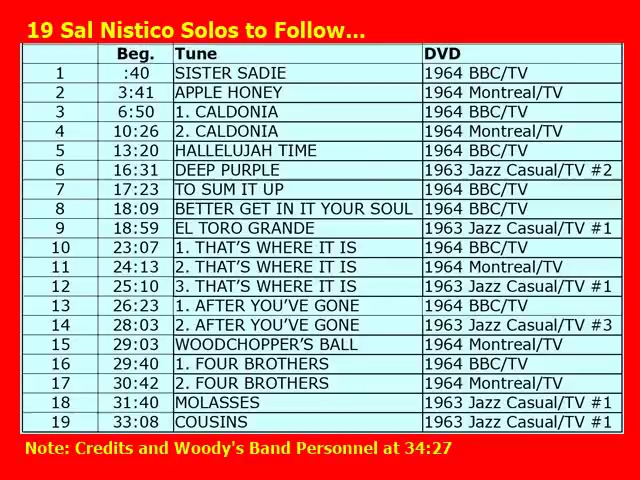 19 Sal Nistico Solos to Follow...
Beg. Tune DVD
1 :40 SISTER SADIE 1964 BBC/TV
2 3:41 APPLE HONEY 1964 Montreal/TV
3 6:50 1. CALDONIA 1964 BBC/TV
4 10:26 2. CALDONIA 1964 Montreal/TV
5 13:20 HALLELUJAH TIME 1964 BBC/TV
6 16:31 DEEP PURPLE 1963 Jazz Casual/TV #2
7 17:23 TO SUM IT UP 1964 BBC/TV
8 18:09 BETTER GET IN IT YOUR SOUL 1964 BBC/TV
9 18:59 EL TORO GRANDE 1963 Jazz Casual/TV #1
10 23:07 1. THAT'S WHERE IT IS 1964 BBC/TV
11 24:13 2. THAT'S WHERE IT IS 1964 Montreal/TV
12 25:10 3. THAT'S WHERE IT IS 1963 Jazz Casual/TV #1
13 26:23 1. AFTER YOU'VE GONE 1964 BBC/TV
14 28:03 2. AFTER YOU'VE GONE 1963 Jazz Casual/TV #3
15 29:03 WOODCHOPPER'S BALL 1964 Montreal/TV
16 29:40 1. FOUR BROTHERS 1964 BBC/TV
17 30:42 2. FOUR BROTHERS 1964 Montreal/TV
18 31:40 MOLASSES 1963 Jazz Casual/TV #1
19 33:08 COUSINS 1963 Jazz Casual/TV #1
Note: Credits and Woody's Band Personnel at 34:27